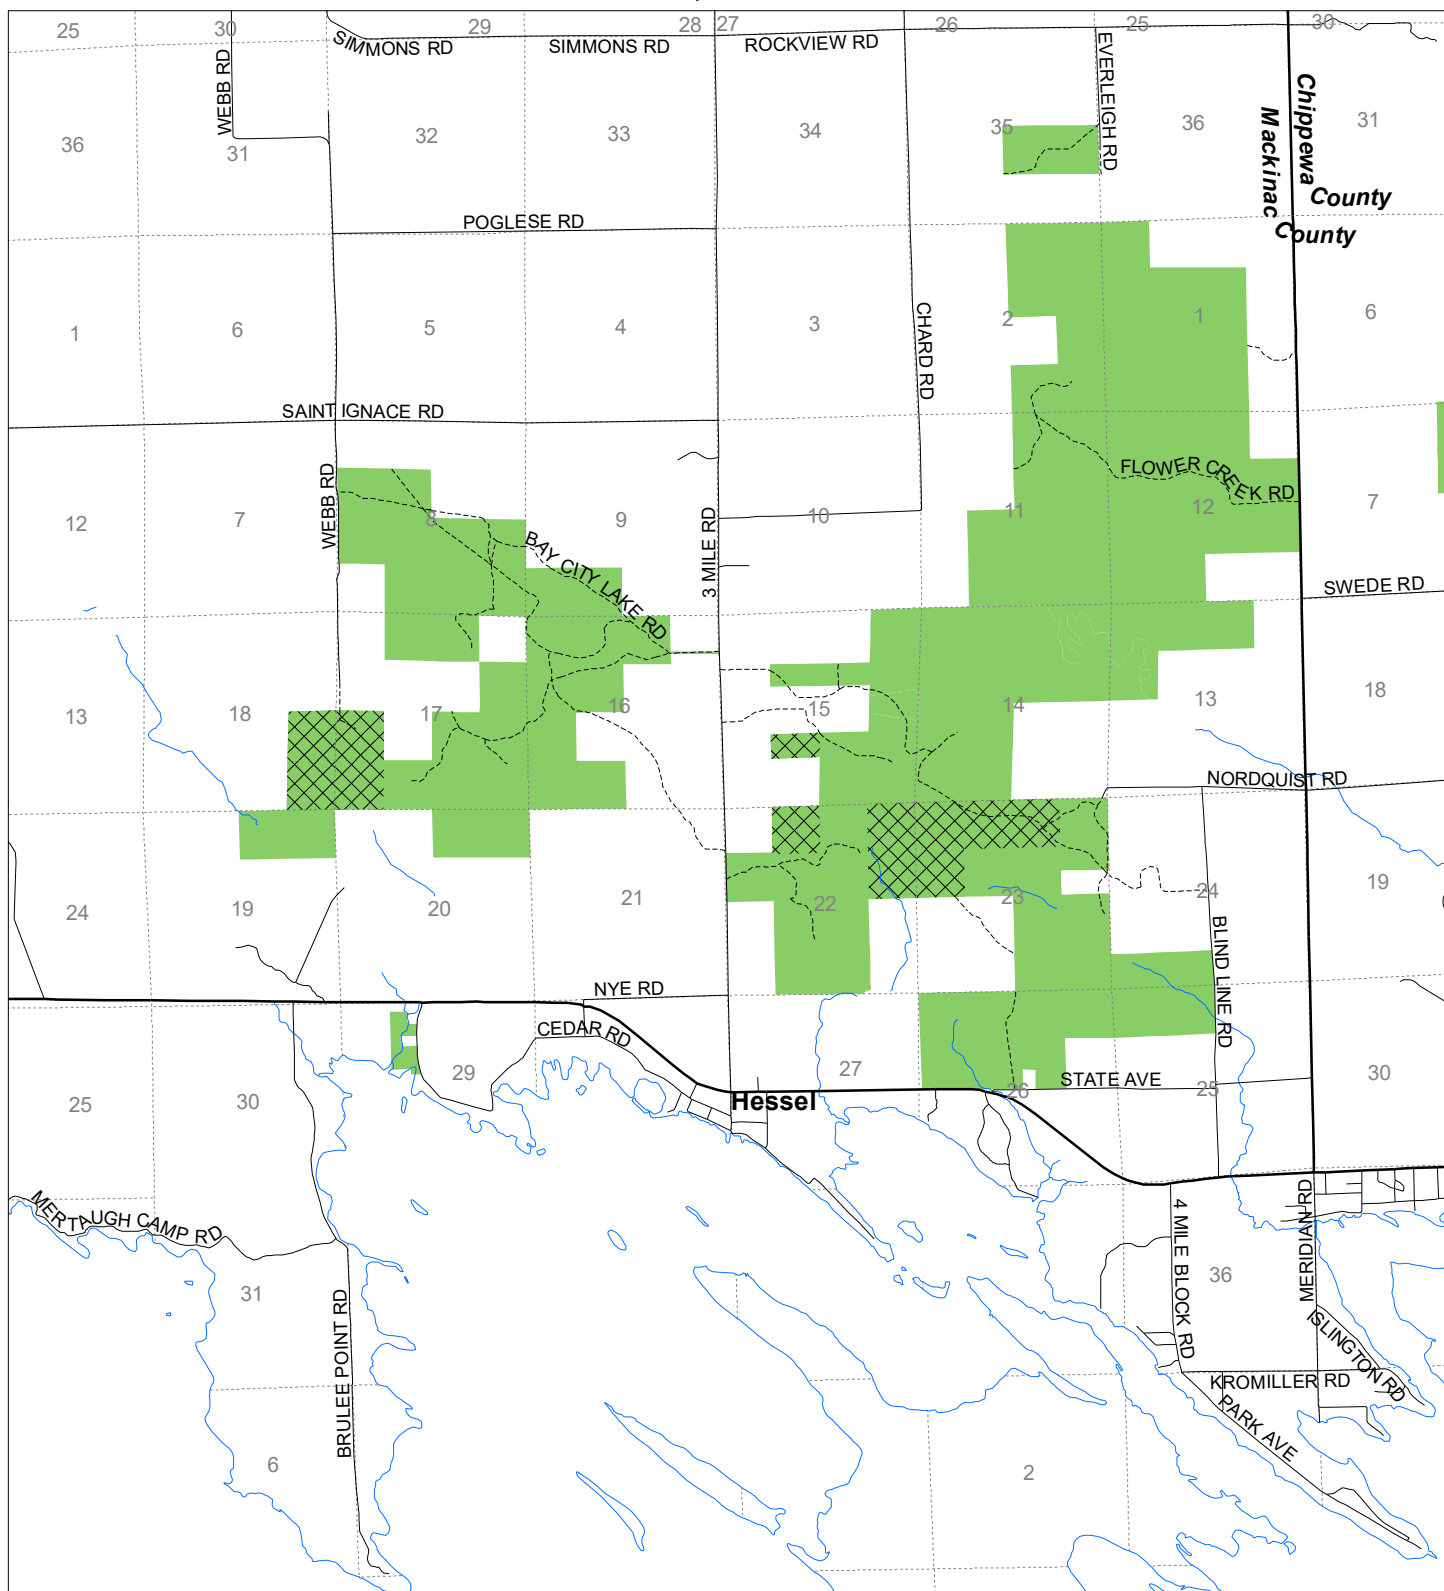 25
30
29
28
27
26
25
30
SIMMONS RD
SIMMONS RD
ROCKVIEW RD
WEBB RD
EVERLEIGH RD
Chippewa
County
Mackinac
County
36
31
32
33
34
35
36
31
POGLESE RD
1
6
5
4
3
2
1
6
CHARD RD
SAINT IGNACE RD
FLOWER CREEK RD
WEBB RD
3 MILE RD
BAY CITY LAKE RD
12
7
8
9
10
11
12
7
SWEDE RD
13
18
17
16
15
14
13
18
NORDQUIST RD
24
19
20
21
22
23
24
19
BLIND LINE RD
NYE RD
CEDAR RD
STATE AVE
25
30
29
27
26
25
30
Hessel
MERTAUGH CAMP RD
BRULEE POINT RD
4 MILE BLOCK RD
MERIDIAN RD
31
36
ISLINGTON RD
KROMILLER RD
PARK AVE
6
2